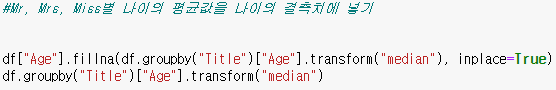 #Mr, Mrs, Miss별 나이의 평균값을 나이의 결측치에 넣기
df["Age"].fillna(df.groupby("Title")["Age"].transform("median"), inplace=True)
df.groupby("Title")["Age"].transform("median")